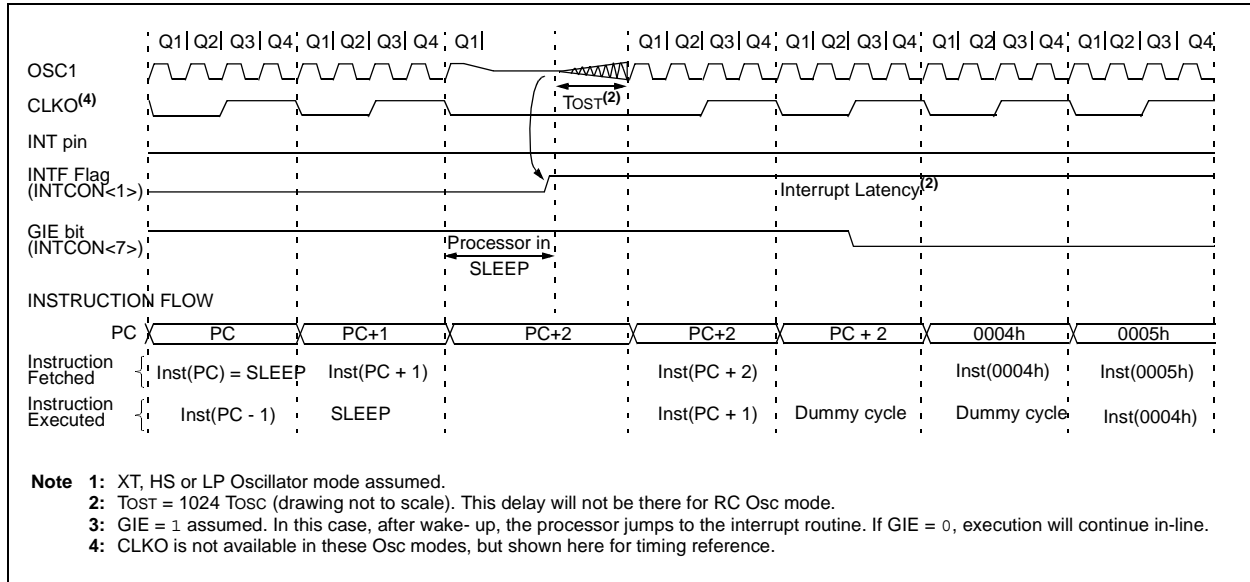 Q1| Q2| Q3| Q4 Q1| Q2| Q3| Q4 Q1| Q1| Q2| Q3| Q4 Q1| Q2| Q3| Q4 Q1| Q2| Q3| Q4 Q1| Q2| Q3| Q4
OSC1
CLKO(4)
TOST(2)
INT pin
INTF Flag
(INTCON<1>)
Interrupt Latency(2)
GIE bit
(INTCON<7>)
Processor in
SLEEP
INSTRUCTION FLOW
PC PC PC+1 PC+2 PC+2 PC + 2 0004h 0005h
Instruction
Fetched
Inst(PC) = SLEEP Inst(PC + 1) Inst(PC + 2) Inst(0004h) Inst(0005h)
Instruction
Executed
Inst(PC - 1) SLEEP Inst(PC + 1) Dummy cycle Dummy cycle Inst(0004h)
Note 1: XT, HS or LP Oscillator mode assumed.
2: TOST = 1024 TOSC (drawing not to scale). This delay will not be there for RC Osc mode.
3: GIE = 1 assumed. In this case, after wake- up, the processor jumps to the interrupt routine. If GIE = 0, execution will continue in-line.
4: CLKO is not available in these Osc modes, but shown here for timing reference.